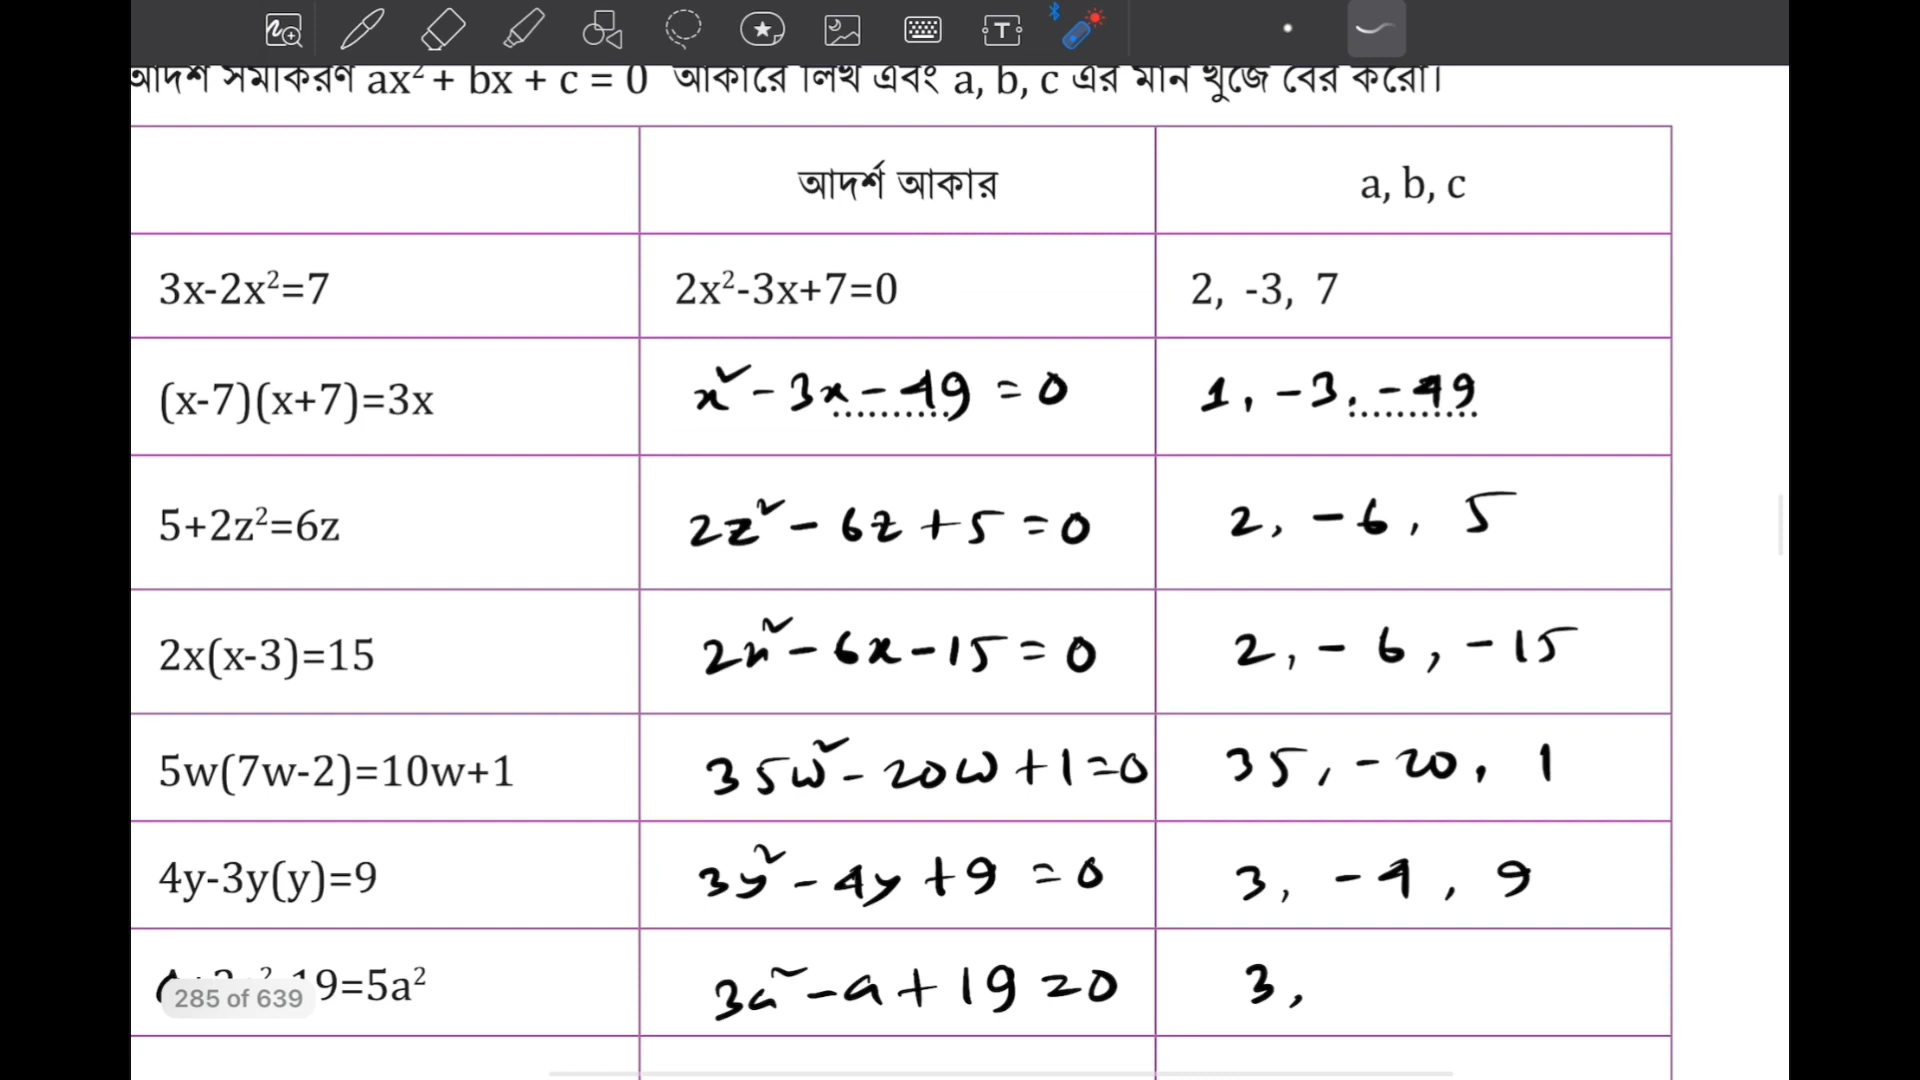 আদর্শ সমীকরণ ax² + bx + c = 0 আকারে লিখ এবং a, b, c এর মান খুঁজে বের করো।
আদর্শ আকার a, b, c
3x-2x²=7 2x²-3x+7=0 2, -3, 7
(x-7)(x+7)=3x x² - 3x - 49 = 0 1, -3, -49
5+2z²=6z 2z² - 6z + 5 = 0 2, -6, 5
2x(x-3)=15 2x² - 6x - 15 = 0 2, - 6, -15
5w(7w-2)=10w+1 35w² - 20w + 1 = 0 35, -20, 1
4y-3y(y)=9 3y² - 4y + 9 = 0 3, -4, 9
19=5a² 3a² - a + 19 = 0 3,
285 of 639